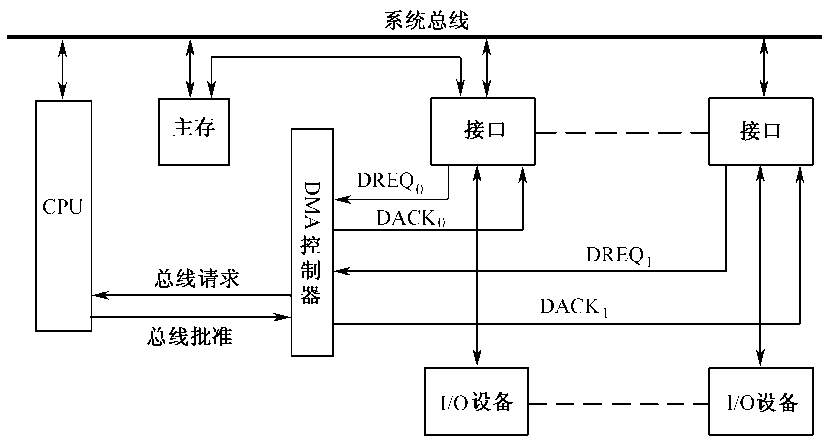 系统总线
主存
接口
接口
CPU
DMA控制器
DREQ₀
DACK₀
DREQ₁
总线请求
DACK₁
总线批准
I/O设备
I/O设备